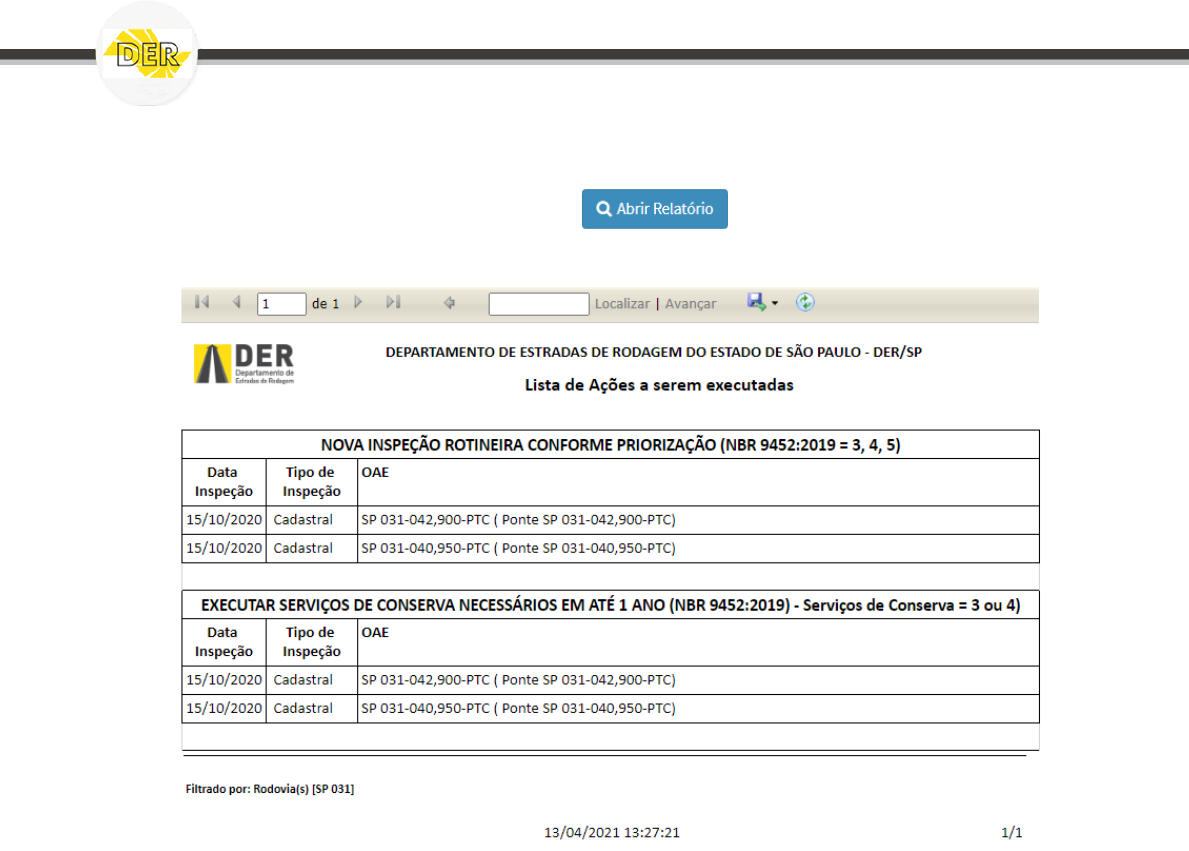 DER
Abrir Relatório
1 de 1 Localizar | Avançar
DER
Departamento de
Estradas de Rodagem
DEPARTAMENTO DE ESTRADAS DE RODAGEM DO ESTADO DE SÃO PAULO - DER/SP
Lista de Ações a serem executadas
NOVA INSPEÇÃO ROTINEIRA CONFORME PRIORIZAÇÃO (NBR 9452:2019 = 3, 4, 5)
Data Inspeção Tipo de Inspeção OAE
15/10/2020 Cadastral SP 031-042,900-PTC ( Ponte SP 031-042,900-PTC)
15/10/2020 Cadastral SP 031-040,950-PTC ( Ponte SP 031-040,950-PTC)
EXECUTAR SERVIÇOS DE CONSERVA NECESSÁRIOS EM ATÉ 1 ANO (NBR 9452:2019) - Serviços de Conserva = 3 ou 4)
Data Inspeção Tipo de Inspeção OAE
15/10/2020 Cadastral SP 031-042,900-PTC ( Ponte SP 031-042,900-PTC)
15/10/2020 Cadastral SP 031-040,950-PTC ( Ponte SP 031-040,950-PTC)
Filtrado por: Rodovia(s) [SP 031]
13/04/2021 13:27:21 1/1